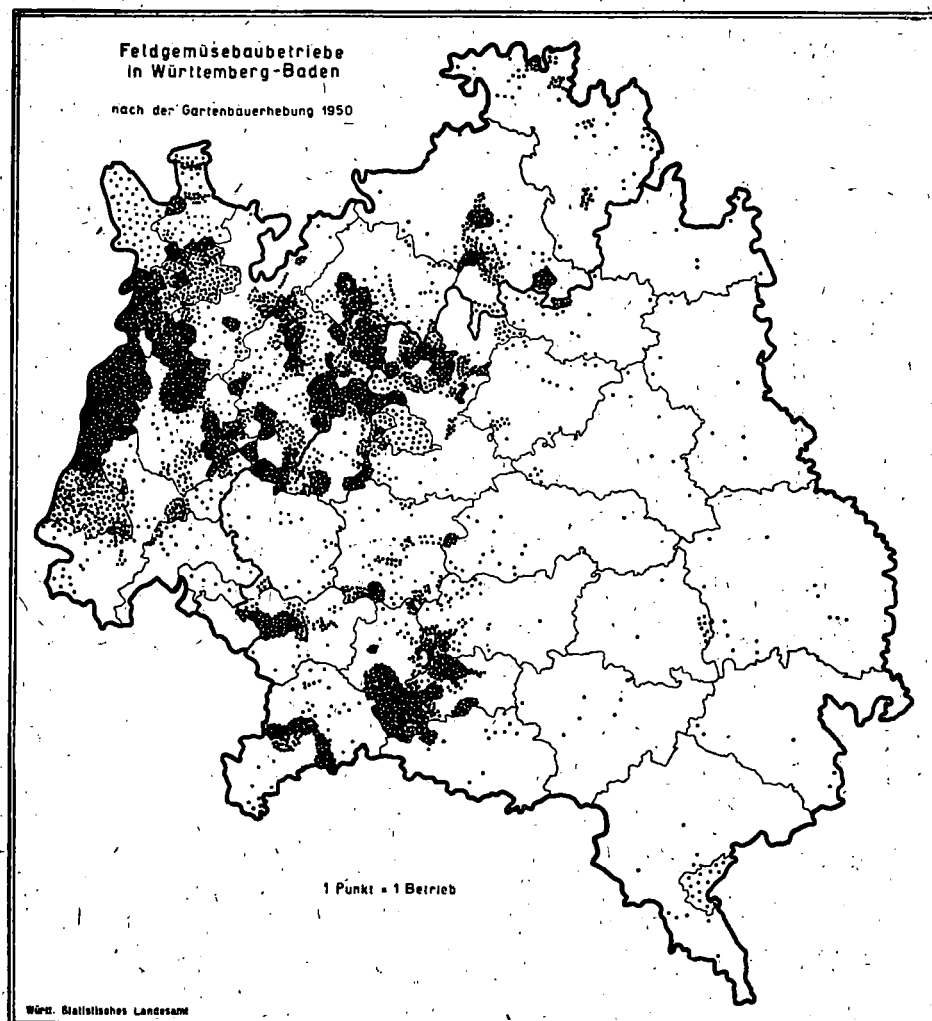 Feldgemüsebaubetriebe
in Württemberg-Baden
nach der Gartenbauerhebung 1950
1 Punkt = 1 Betrieb
Württ. Statistisches Landesamt